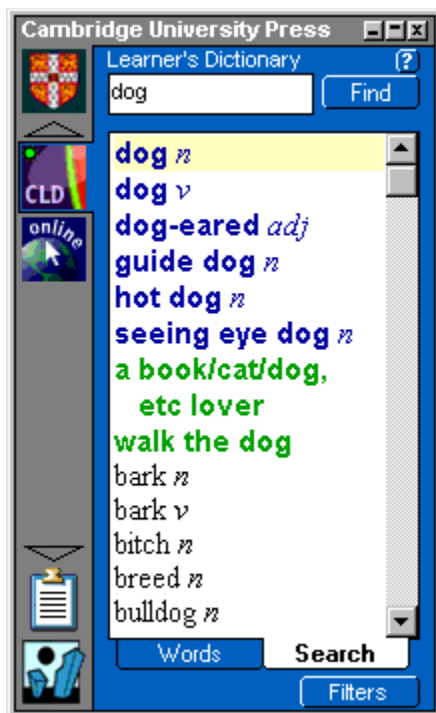 Cambridge University Press
Learner's Dictionary
?
dog
Find
CLD
online
dog n
dog v
dog-eared adj
guide dog n
hot dog n
seeing eye dog n
a book/cat/dog,
etc lover
walk the dog
bark n
bark v
bitch n
breed n
bulldog n
Words
Search
Filters